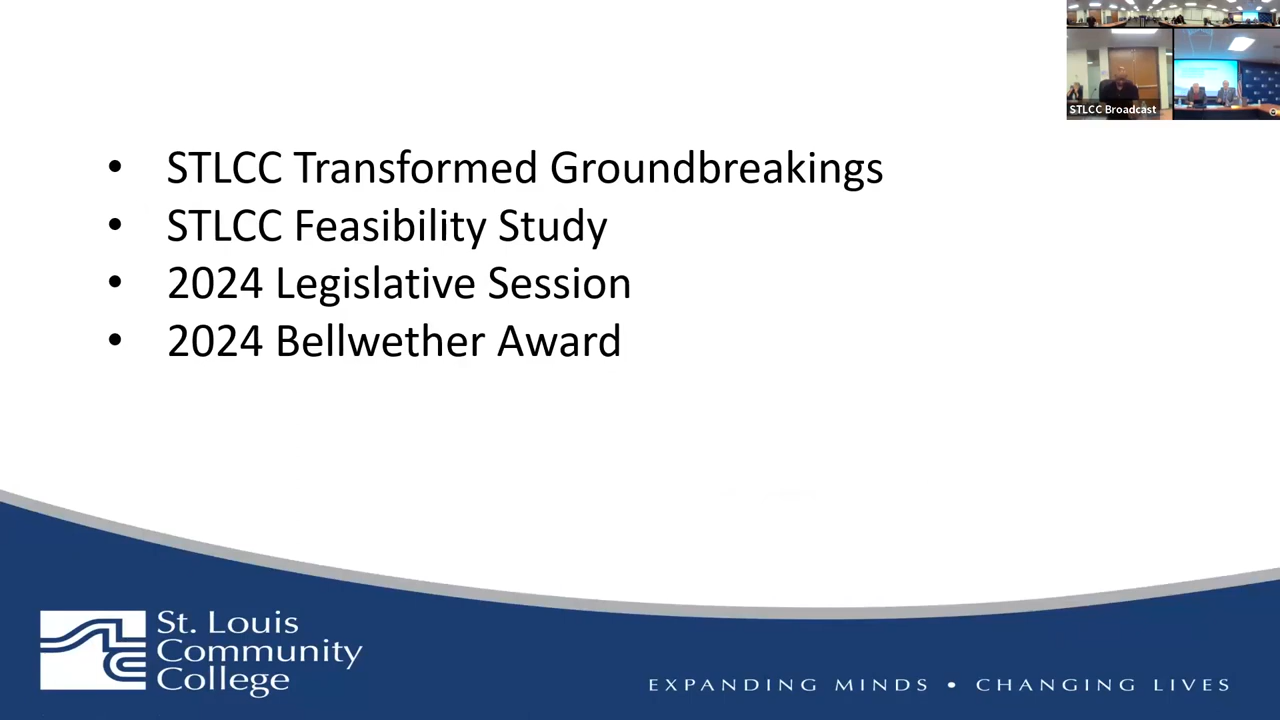 STLCC Broadcast
• STLCC Transformed Groundbreakings
• STLCC Feasibility Study
• 2024 Legislative Session
• 2024 Bellwether Award
St. Louis
Community
College
EXPANDING MINDS • CHANGING LIVES